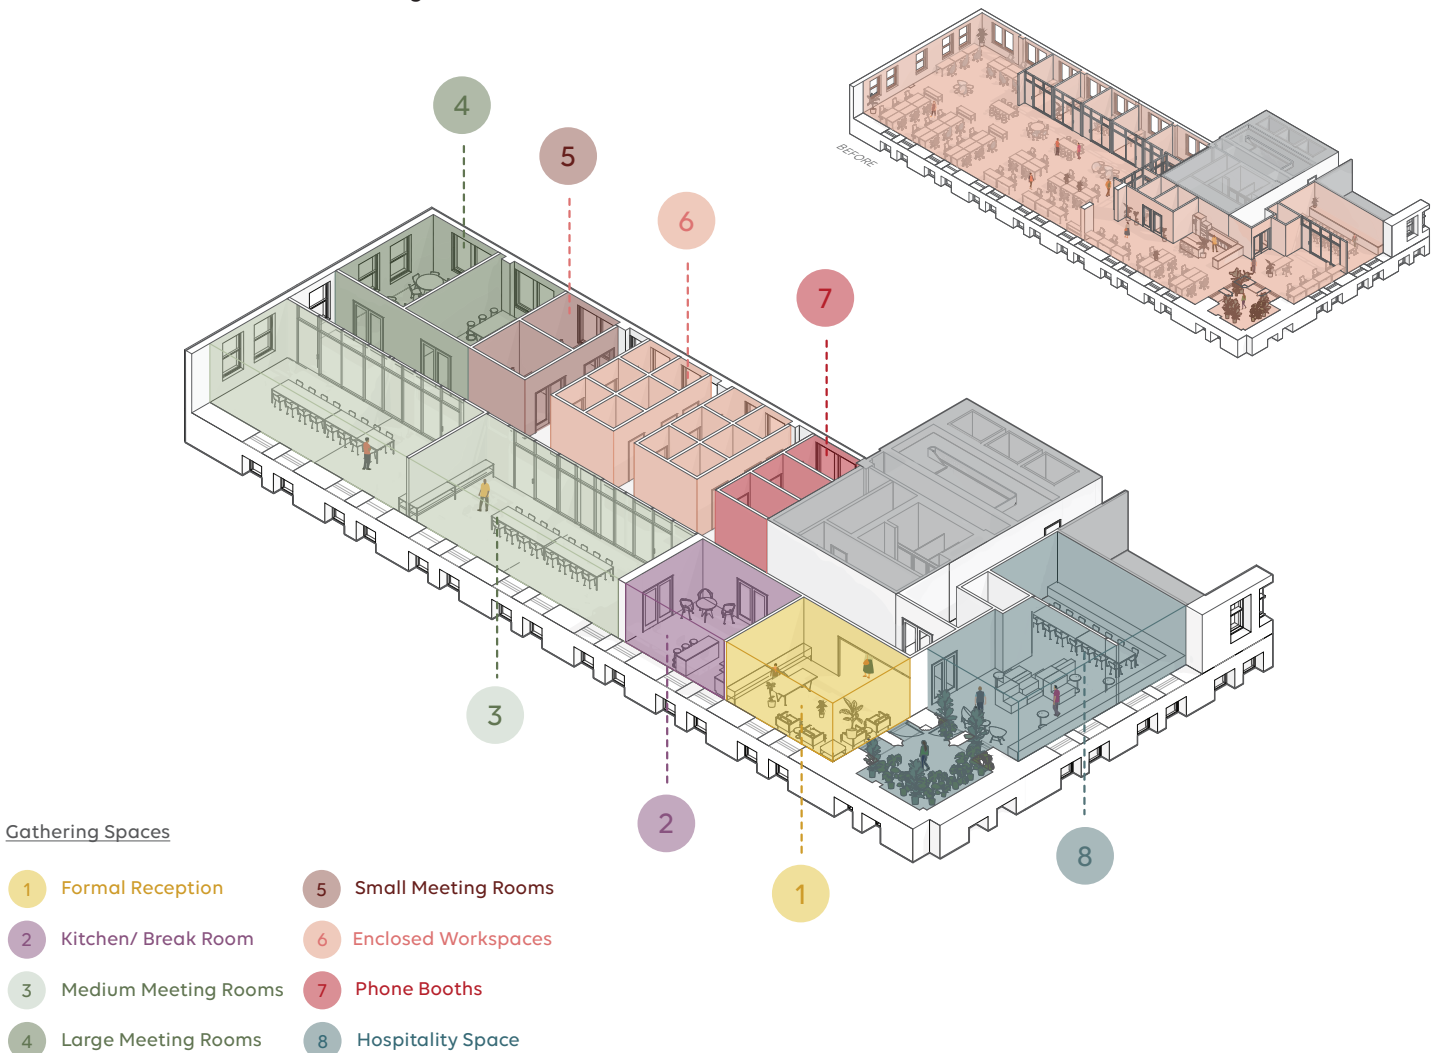 4
5
6
7
BEFORE
3
2
1
8
Gathering Spaces
1 Formal Reception
2 Kitchen/ Break Room
3 Medium Meeting Rooms
4 Large Meeting Rooms
5 Small Meeting Rooms
6 Enclosed Workspaces
7 Phone Booths
8 Hospitality Space